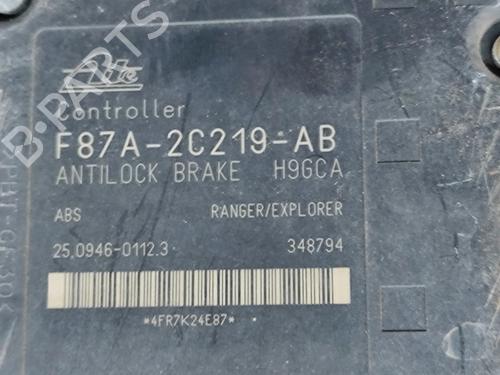 Ate
Controller
F87A-2C219-AB
ANTILOCK BRAKE H9GCA
ABS RANGER/EXPLORER
25.0946-0112.3 348794
*4FR7K24E87*
B-PARTS